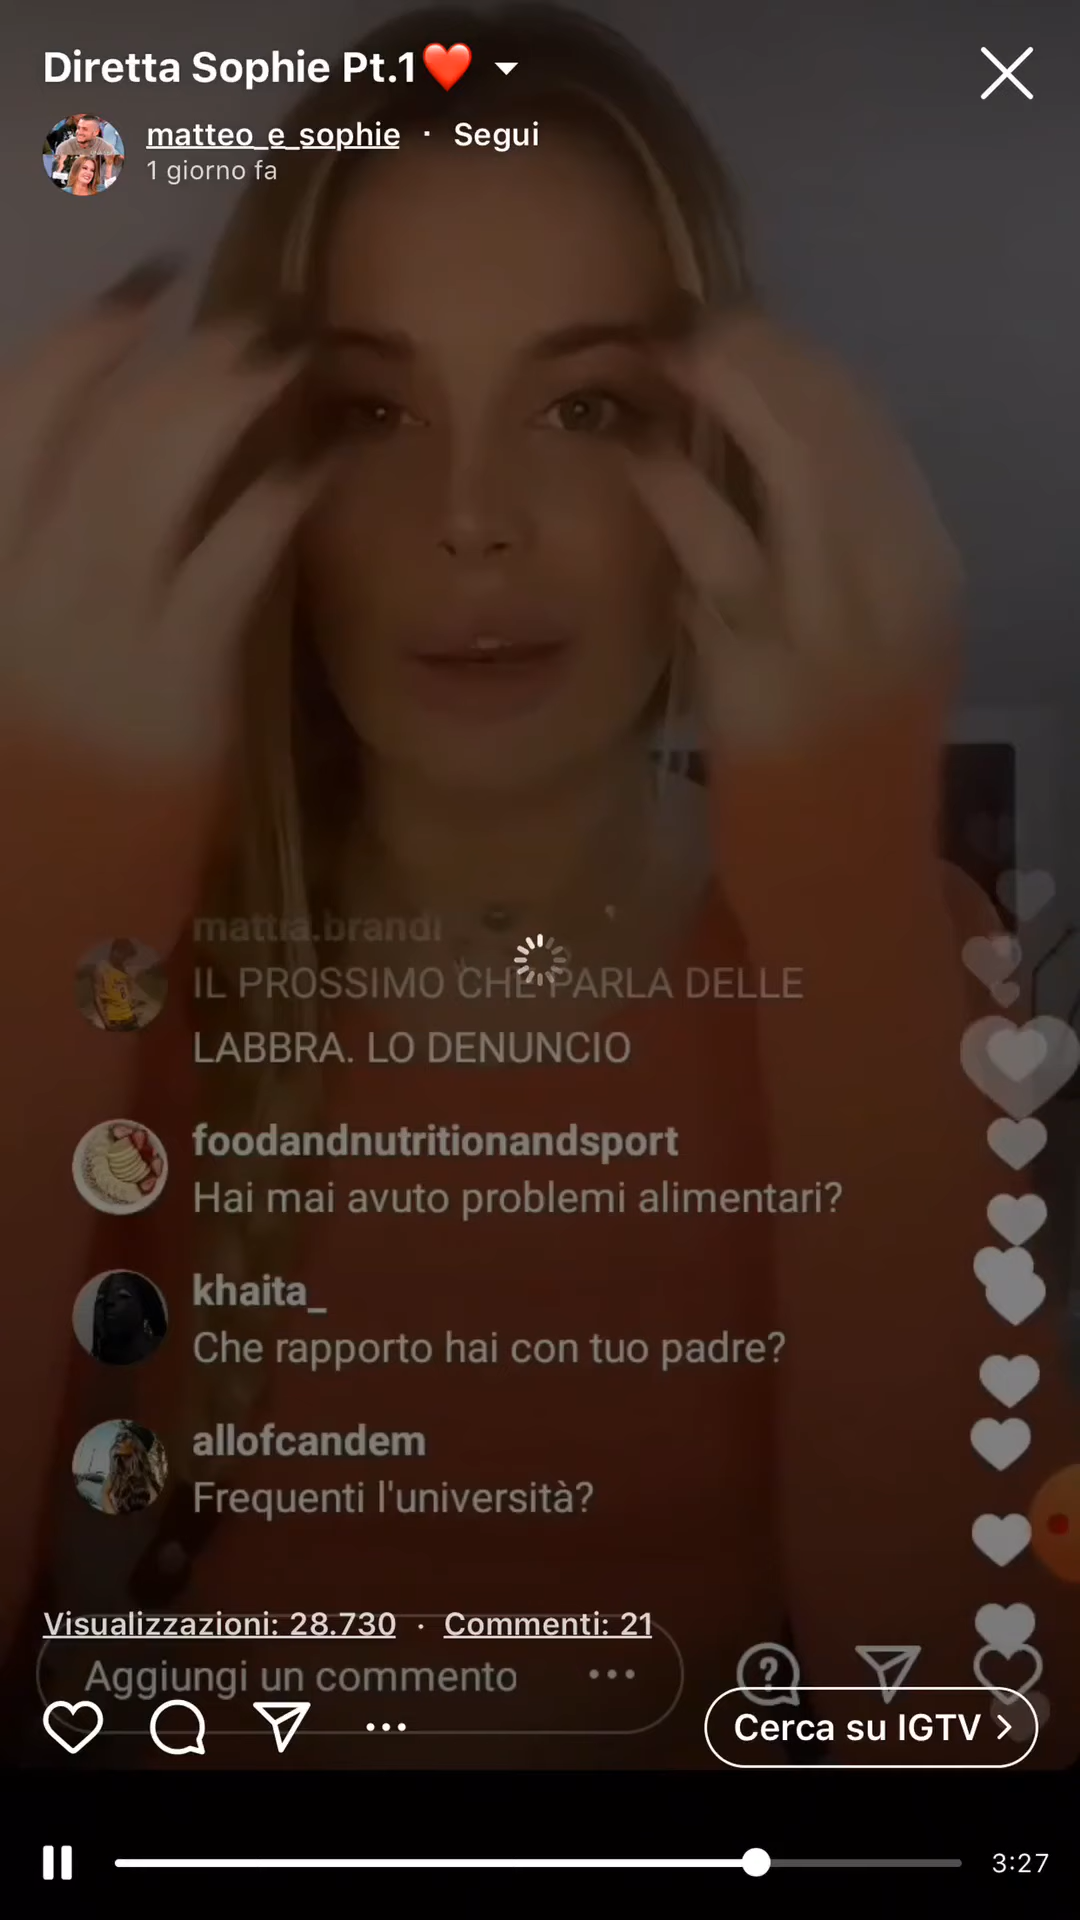 Diretta Sophie Pt.1❤️
matteo_e_sophie · Segui
1 giorno fa
mattia.brandi
IL PROSSIMO CHE PARLA DELLE
LABBRA. LO DENUNCIO
foodandnutritionandsport
Hai mai avuto problemi alimentari?
khaita_
Che rapporto hai con tuo padre?
allofcandem
Frequenti l'università?
Visualizzazioni: 28.730 · Commenti: 21
Aggiungi un commento
Cerca su IGTV
3:27